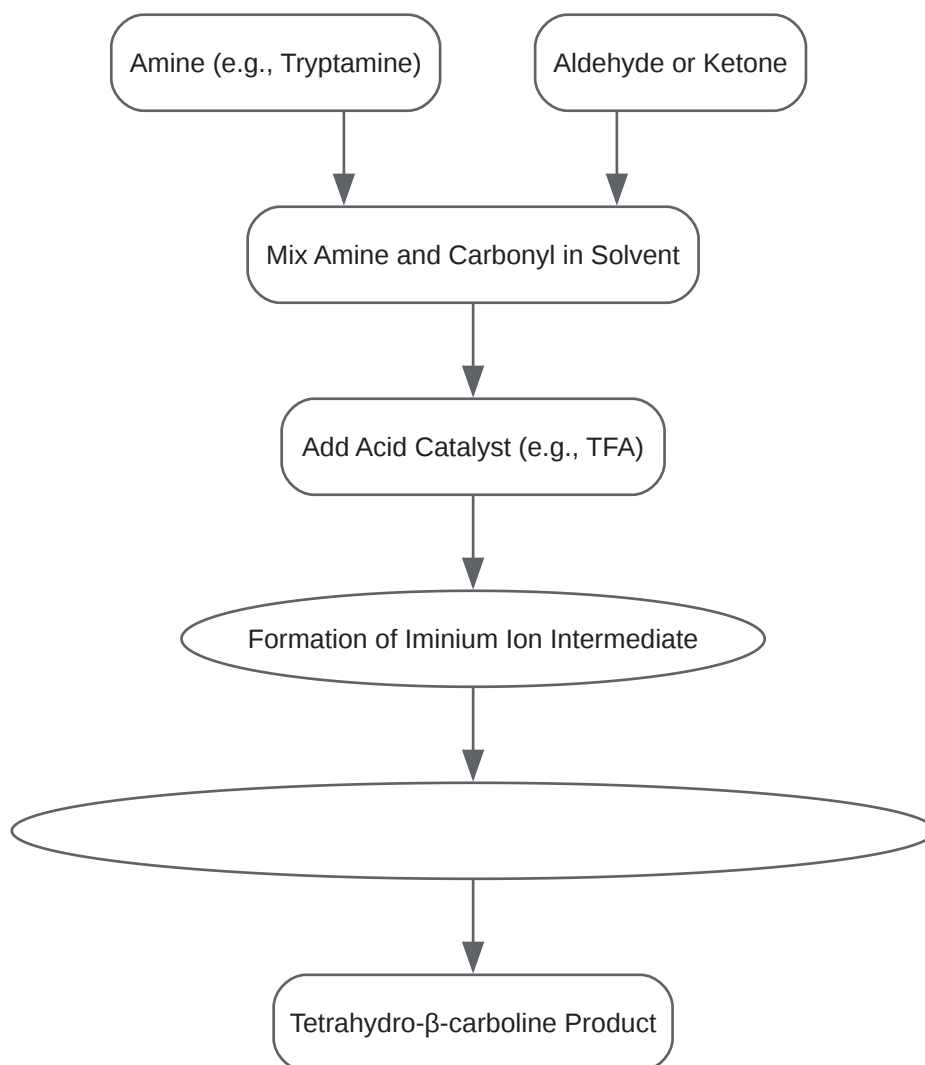 Amine (e.g., Tryptamine)
Aldehyde or Ketone
Mix Amine and Carbonyl in Solvent
Add Acid Catalyst (e.g., TFA)
Formation of Iminium Ion Intermediate
Tetrahydro-β-carboline Product